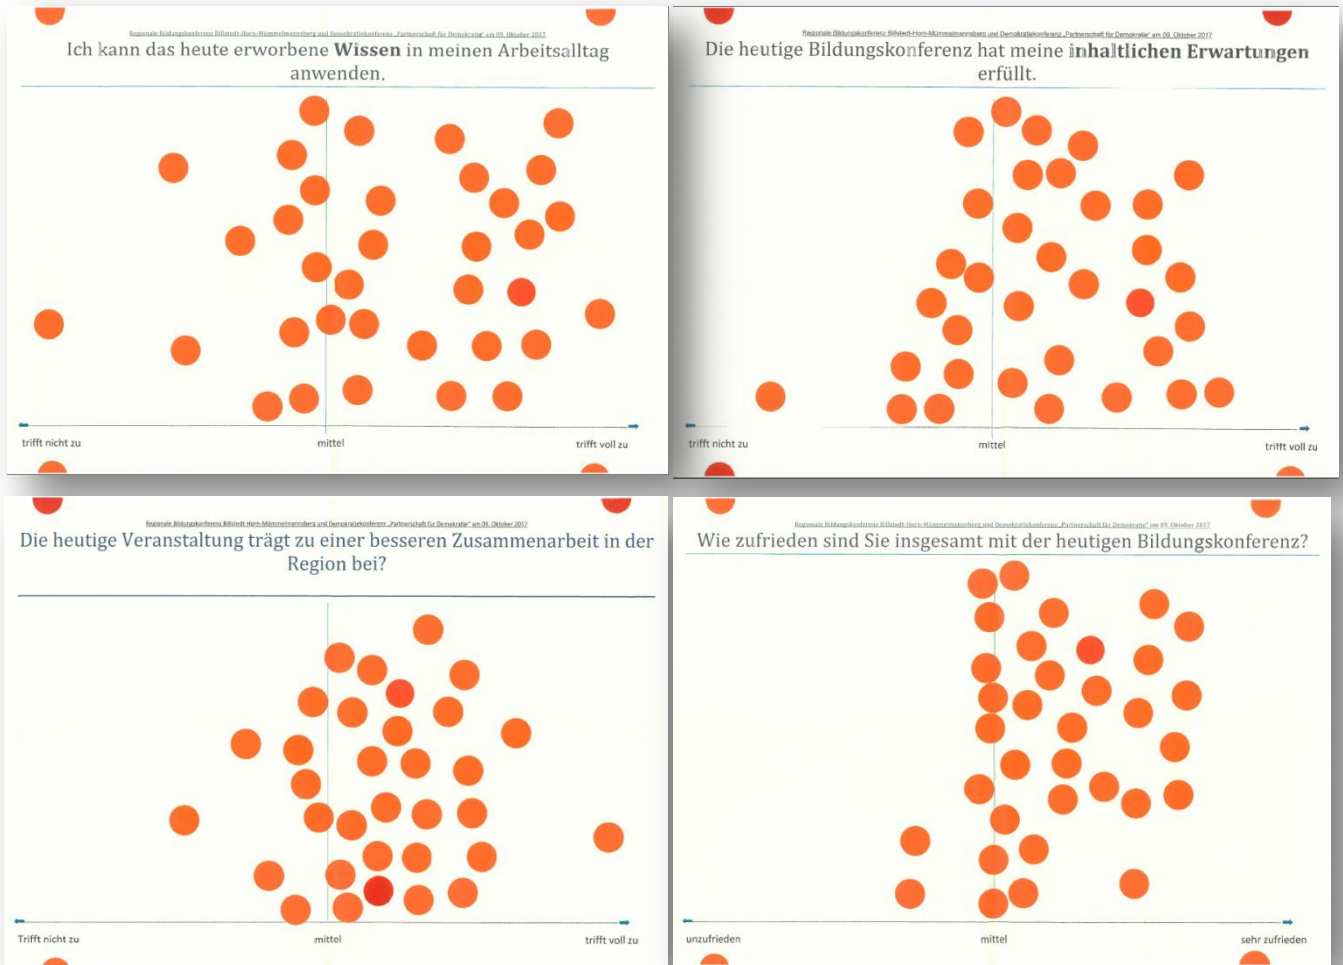 Regionale Bildungskonferenz Billstedt-Horn-Mümmelmannsberg und Demokratiekonferenz „Partnerschaft für Demokratie“ am 09. Oktober 2017
Ich kann das heute erworbene Wissen in meinen Arbeitsalltag
anwenden.
trifft nicht zu mittel trifft voll zu
Regionale Bildungskonferenz Billstedt-Horn-Mümmelmannsberg und Demokratiekonferenz „Partnerschaft für Demokratie“ am 09. Oktober 2017
Die heutige Bildungskonferenz hat meine inhaltlichen Erwartungen
erfüllt.
trifft nicht zu mittel trifft voll zu
Regionale Bildungskonferenz Billstedt-Horn-Mümmelmannsberg und Demokratiekonferenz „Partnerschaft für Demokratie“ am 09. Oktober 2017
Die heutige Veranstaltung trägt zu einer besseren Zusammenarbeit in der
Region bei?
Trifft nicht zu mittel trifft voll zu
Regionale Bildungskonferenz Billstedt-Horn-Mümmelmannsberg und Demokratiekonferenz „Partnerschaft für Demokratie“ am 09. Oktober 2017
Wie zufrieden sind Sie insgesamt mit der heutigen Bildungskonferenz?
unzufrieden mittel sehr zufrieden